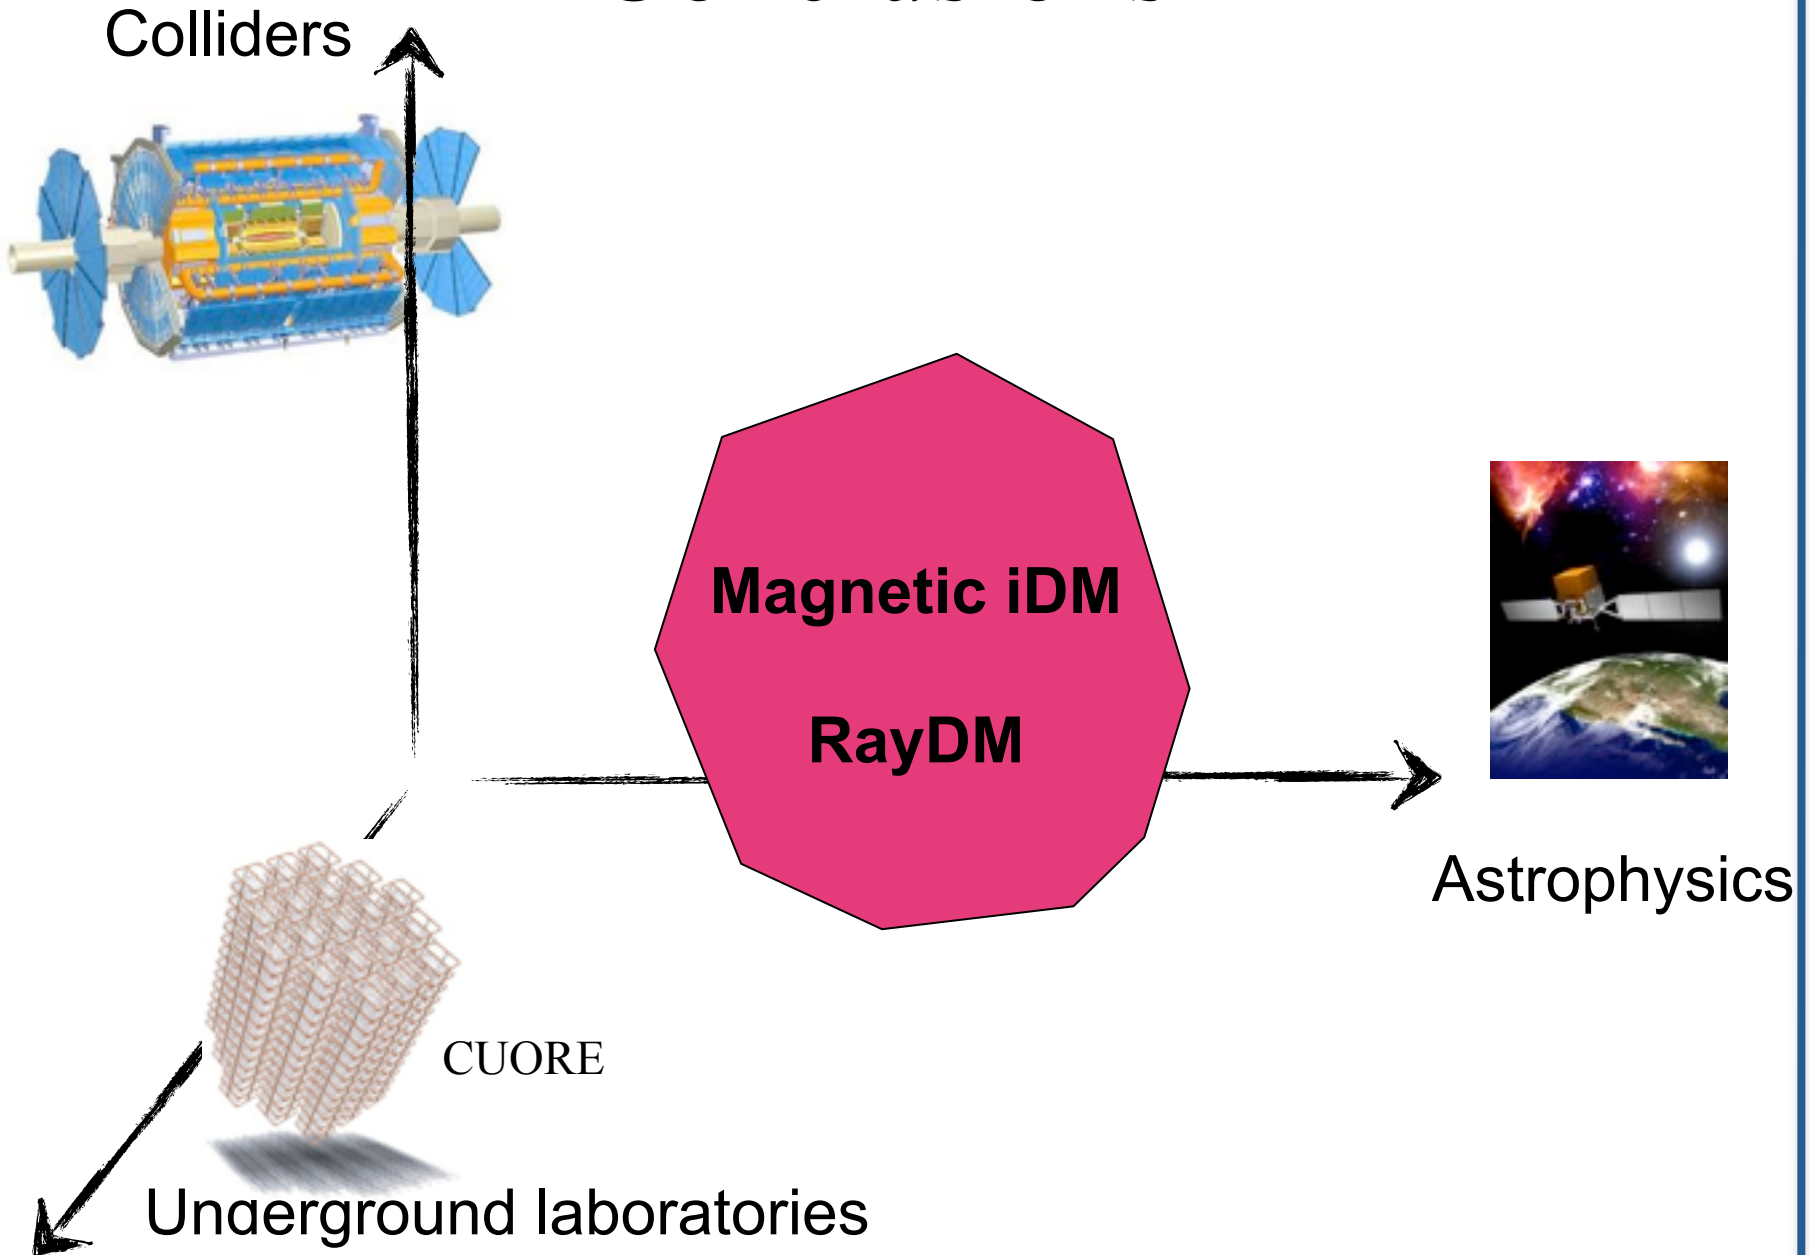 Colliders
Magnetic iDM
RayDM
Astrophysics
CUORE
Underground laboratories